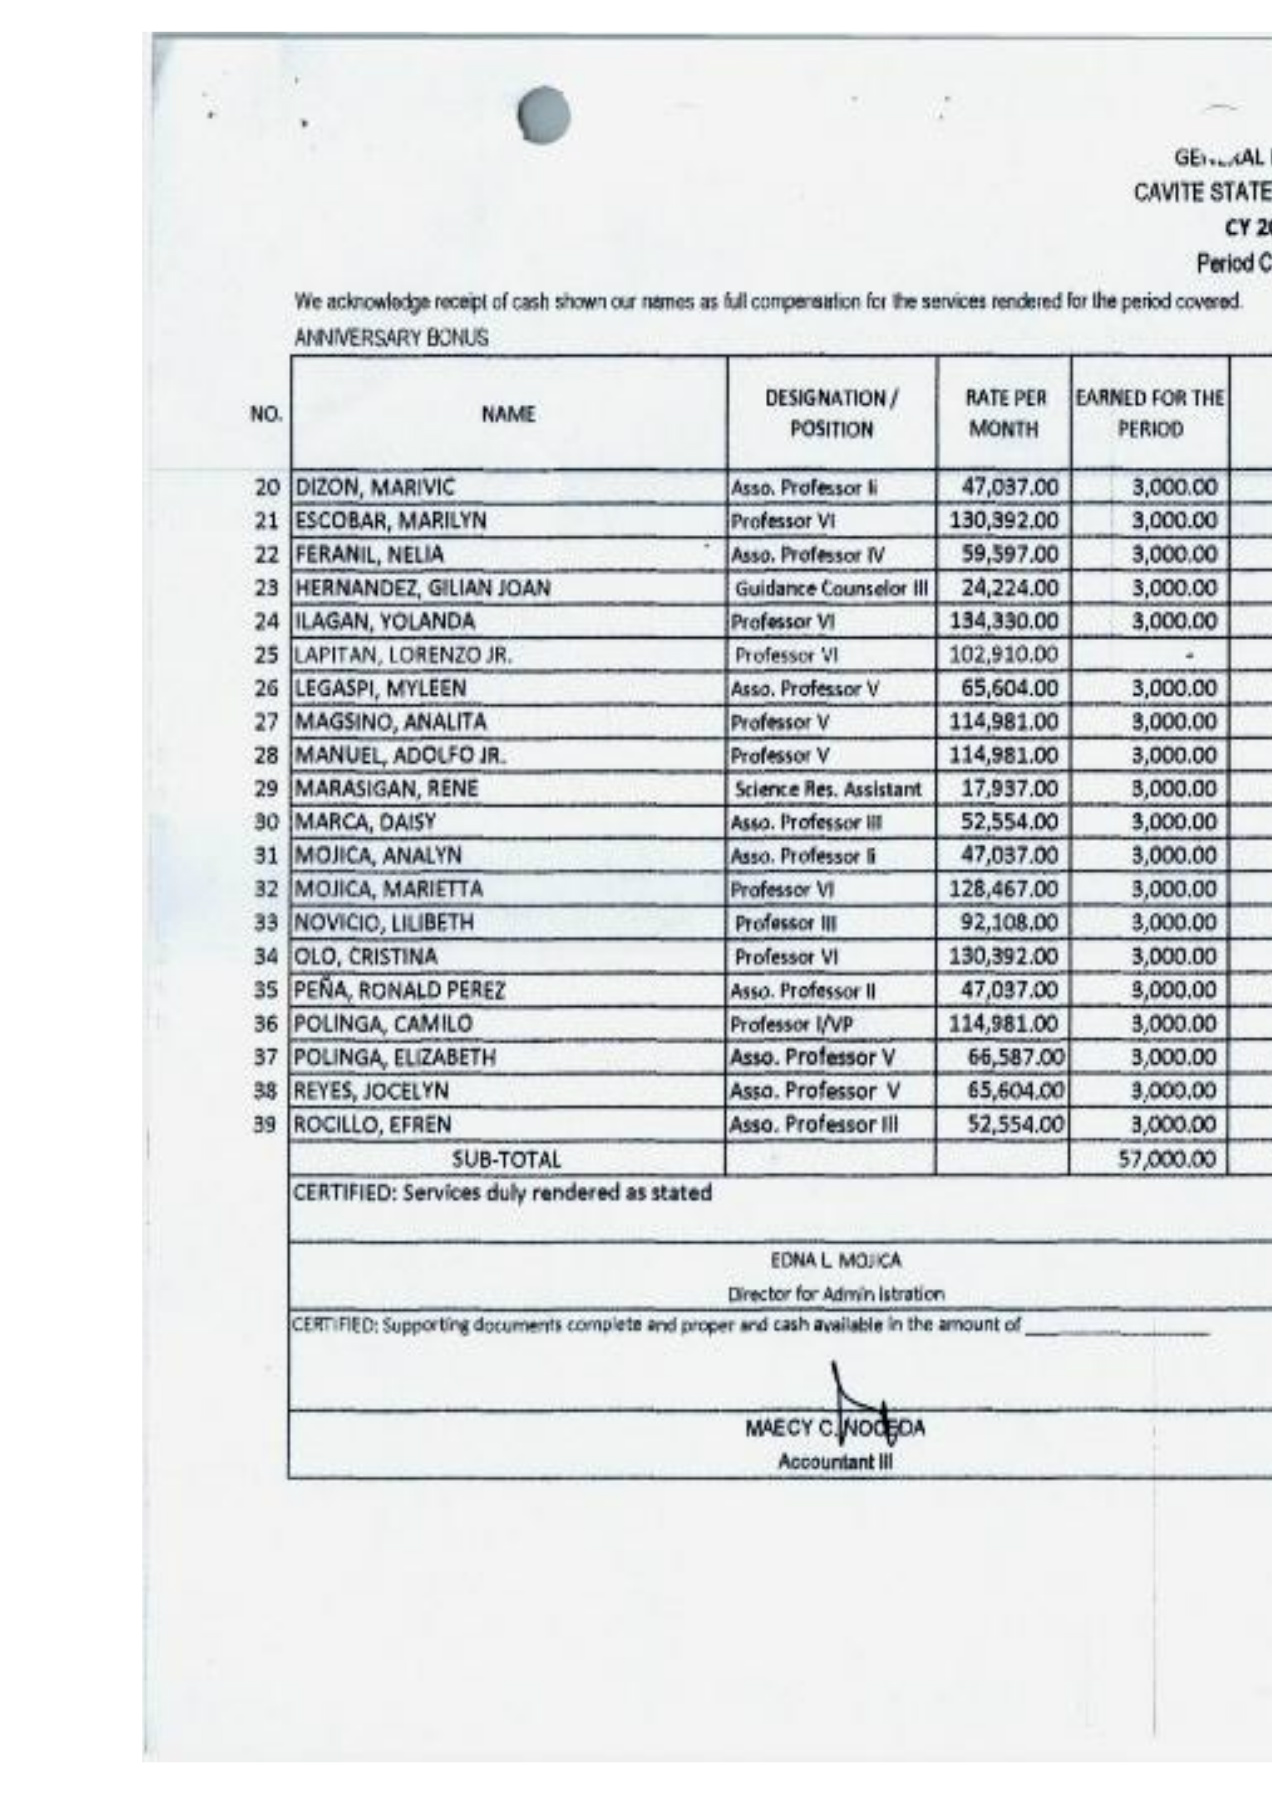 CAVITE STATE
CY 20
Period C
We acknowledge receipt of cash shown our names as full compensation for the services rendered for the period covered.
ANNIVERSARY BONUS
NO. NAME DESIGNATION / POSITION RATE PER MONTH EARNED FOR THE PERIOD
20 DIZON, MARIVIC Asso. Professor Ii 47,037.00 3,000.00
21 ESCOBAR, MARILYN Professor VI 130,392.00 3,000.00
22 FERANIL, NELIA Asso. Professor IV 59,597.00 3,000.00
23 HERNANDEZ, GILIAN JOAN Guidance Counselor III 24,224.00 3,000.00
24 ILAGAN, YOLANDA Professor VI 134,330.00 3,000.00
25 LAPITAN, LORENZO JR. Professor VI 102,910.00 -
26 LEGASPI, MYLEEN Asso. Professor V 65,604.00 3,000.00
27 MAGSINO, ANALITA Professor V 114,981.00 3,000.00
28 MANUEL, ADOLFO JR. Professor V 114,981.00 3,000.00
29 MARASIGAN, RENE Science Res. Assistant 17,937.00 3,000.00
30 MARCA, DAISY Asso. Professor III 52,554.00 3,000.00
31 MOJICA, ANALYN Asso. Professor Ii 47,037.00 3,000.00
32 MOJICA, MARIETTA Professor VI 128,467.00 3,000.00
33 NOVICIO, LILIBETH Professor III 92,108.00 3,000.00
34 OLO, CRISTINA Professor VI 130,392.00 3,000.00
35 PEÑA, RONALD PEREZ Asso. Professor II 47,037.00 3,000.00
36 POLINGA, CAMILO Professor I/VP 114,981.00 3,000.00
37 POLINGA, ELIZABETH Asso. Professor V 66,587.00 3,000.00
38 REYES, JOCELYN Asso. Professor V 65,604.00 3,000.00
39 ROCILLO, EFREN Asso. Professor III 52,554.00 3,000.00
SUB-TOTAL 57,000.00
CERTIFIED: Services duly rendered as stated
EDNA L. MOJICA
Director for Administration
CERTIFIED: Supporting documents complete and proper and cash available in the amount of
MAECY C. NOCEDA
Accountant III